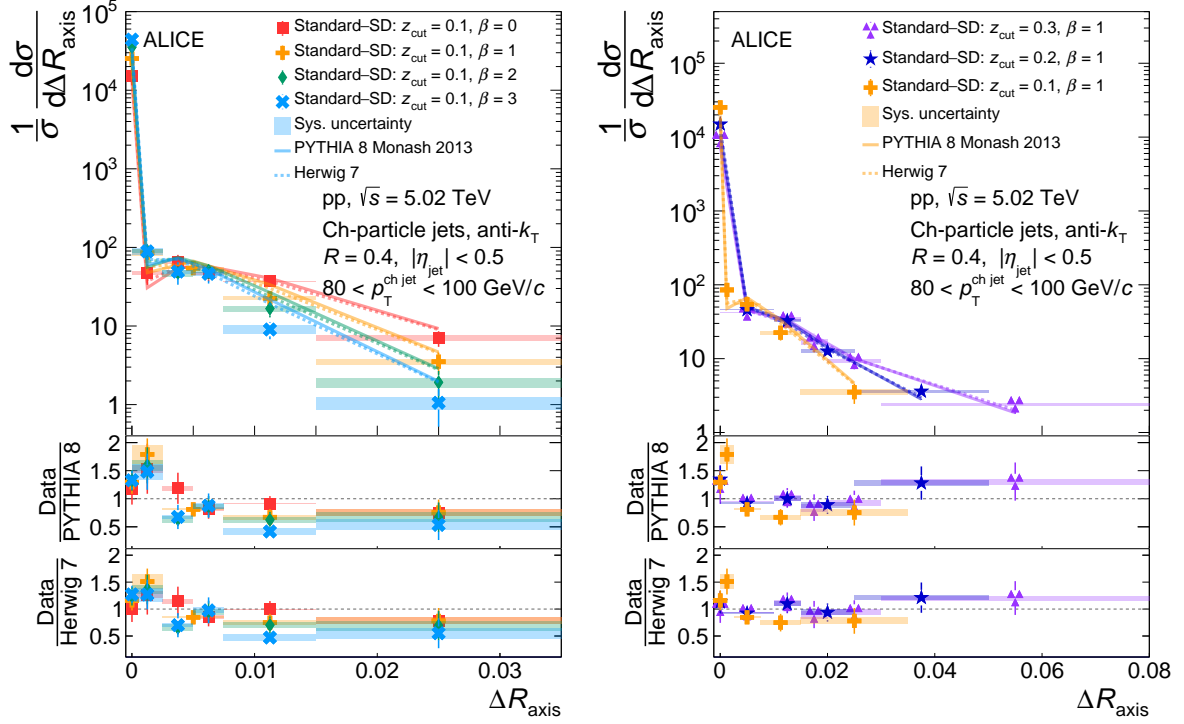 1/σ dσ/dΔR_axis
10^5
10^4
10^3
10^2
10
1
ALICE
Standard–SD: z_cut = 0.1, β = 0
Standard–SD: z_cut = 0.1, β = 1
Standard–SD: z_cut = 0.1, β = 2
Standard–SD: z_cut = 0.1, β = 3
Sys. uncertainty
PYTHIA 8 Monash 2013
Herwig 7
pp, √s = 5.02 TeV
Ch-particle jets, anti-k_T
R = 0.4, |η_jet| < 0.5
80 < p_T^ch jet < 100 GeV/c
Data/PYTHIA 8
2
1.5
1
0.5
Data/Herwig 7
2
1.5
1
0.5
0 0.01 0.02 0.03
ΔR_axis
1/σ dσ/dΔR_axis
10^5
10^4
10^3
10^2
10
1
ALICE
Standard–SD: z_cut = 0.3, β = 1
Standard–SD: z_cut = 0.2, β = 1
Standard–SD: z_cut = 0.1, β = 1
Sys. uncertainty
PYTHIA 8 Monash 2013
Herwig 7
pp, √s = 5.02 TeV
Ch-particle jets, anti-k_T
R = 0.4, |η_jet| < 0.5
80 < p_T^ch jet < 100 GeV/c
Data/PYTHIA 8
2
1.5
1
0.5
Data/Herwig 7
2
1.5
1
0.5
0 0.02 0.04 0.06 0.08
ΔR_axis